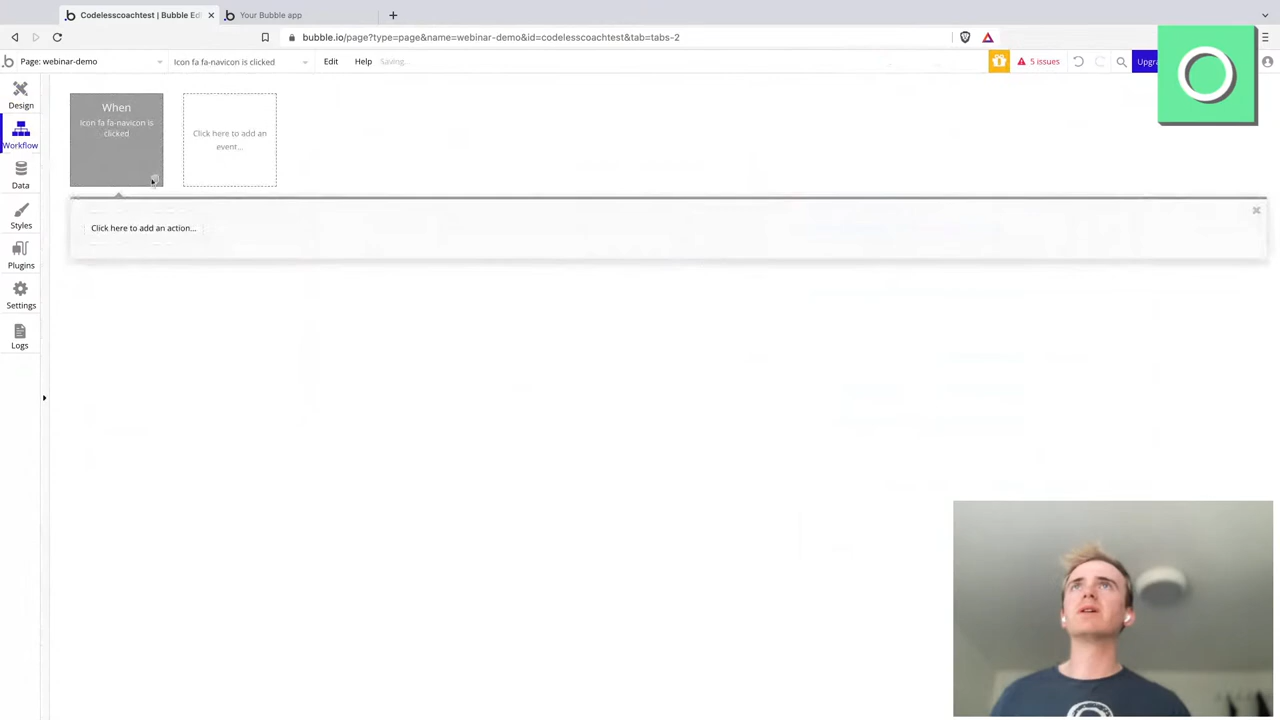 Codelesscoachtest | Bubble Ed
Your Bubble app
bubble.io/page?type=page&name=webinar-demo&id=codelesscoachtest&tab=tabs-2
Page: webinar-demo
Icon fa fa-navicon is clicked
Edit
Help
Saving...
5 issues
Upgra
Design
Workflow
Data
Styles
Plugins
Settings
Logs
When
Icon fa fa-navicon is
clicked
Click here to add an
event...
Click here to add an action...